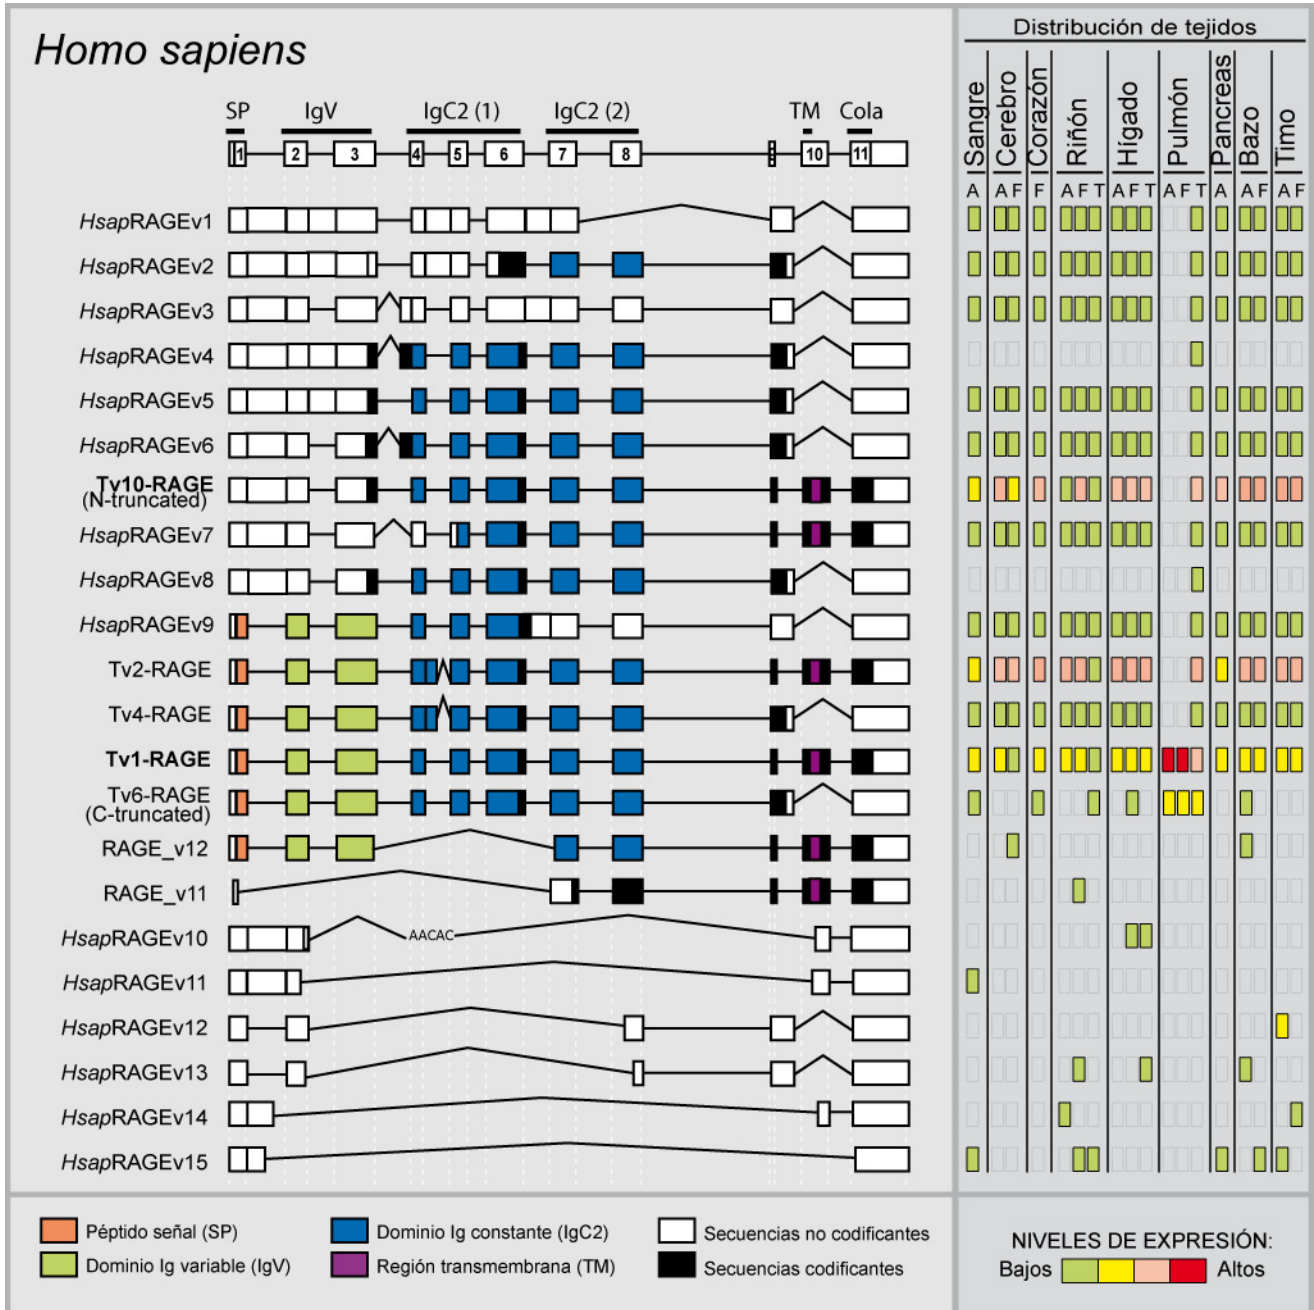 Homo sapiens
Distribución de tejidos
SP IgV IgC2 (1) IgC2 (2) TM Cola
Sangre Cerebro Corazón Riñón Hígado Pulmón Pancreas Bazo Timo
1 2 3 4 5 6 7 8 10 11
A A F F A F T A F T A F T A A F A F
HsapRAGEv1
HsapRAGEv2
HsapRAGEv3
HsapRAGEv4
HsapRAGEv5
HsapRAGEv6
Tv10-RAGE
(N-truncated)
HsapRAGEv7
HsapRAGEv8
HsapRAGEv9
Tv2-RAGE
Tv4-RAGE
Tv1-RAGE
Tv6-RAGE
(C-truncated)
RAGE_v12
RAGE_v11
HsapRAGEv10 AACAC
HsapRAGEv11
HsapRAGEv12
HsapRAGEv13
HsapRAGEv14
HsapRAGEv15
Péptido señal (SP) Dominio Ig constante (IgC2) Secuencias no codificantes
Dominio Ig variable (IgV) Región transmembrana (TM) Secuencias codificantes
NIVELES DE EXPRESIÓN:
Bajos Altos